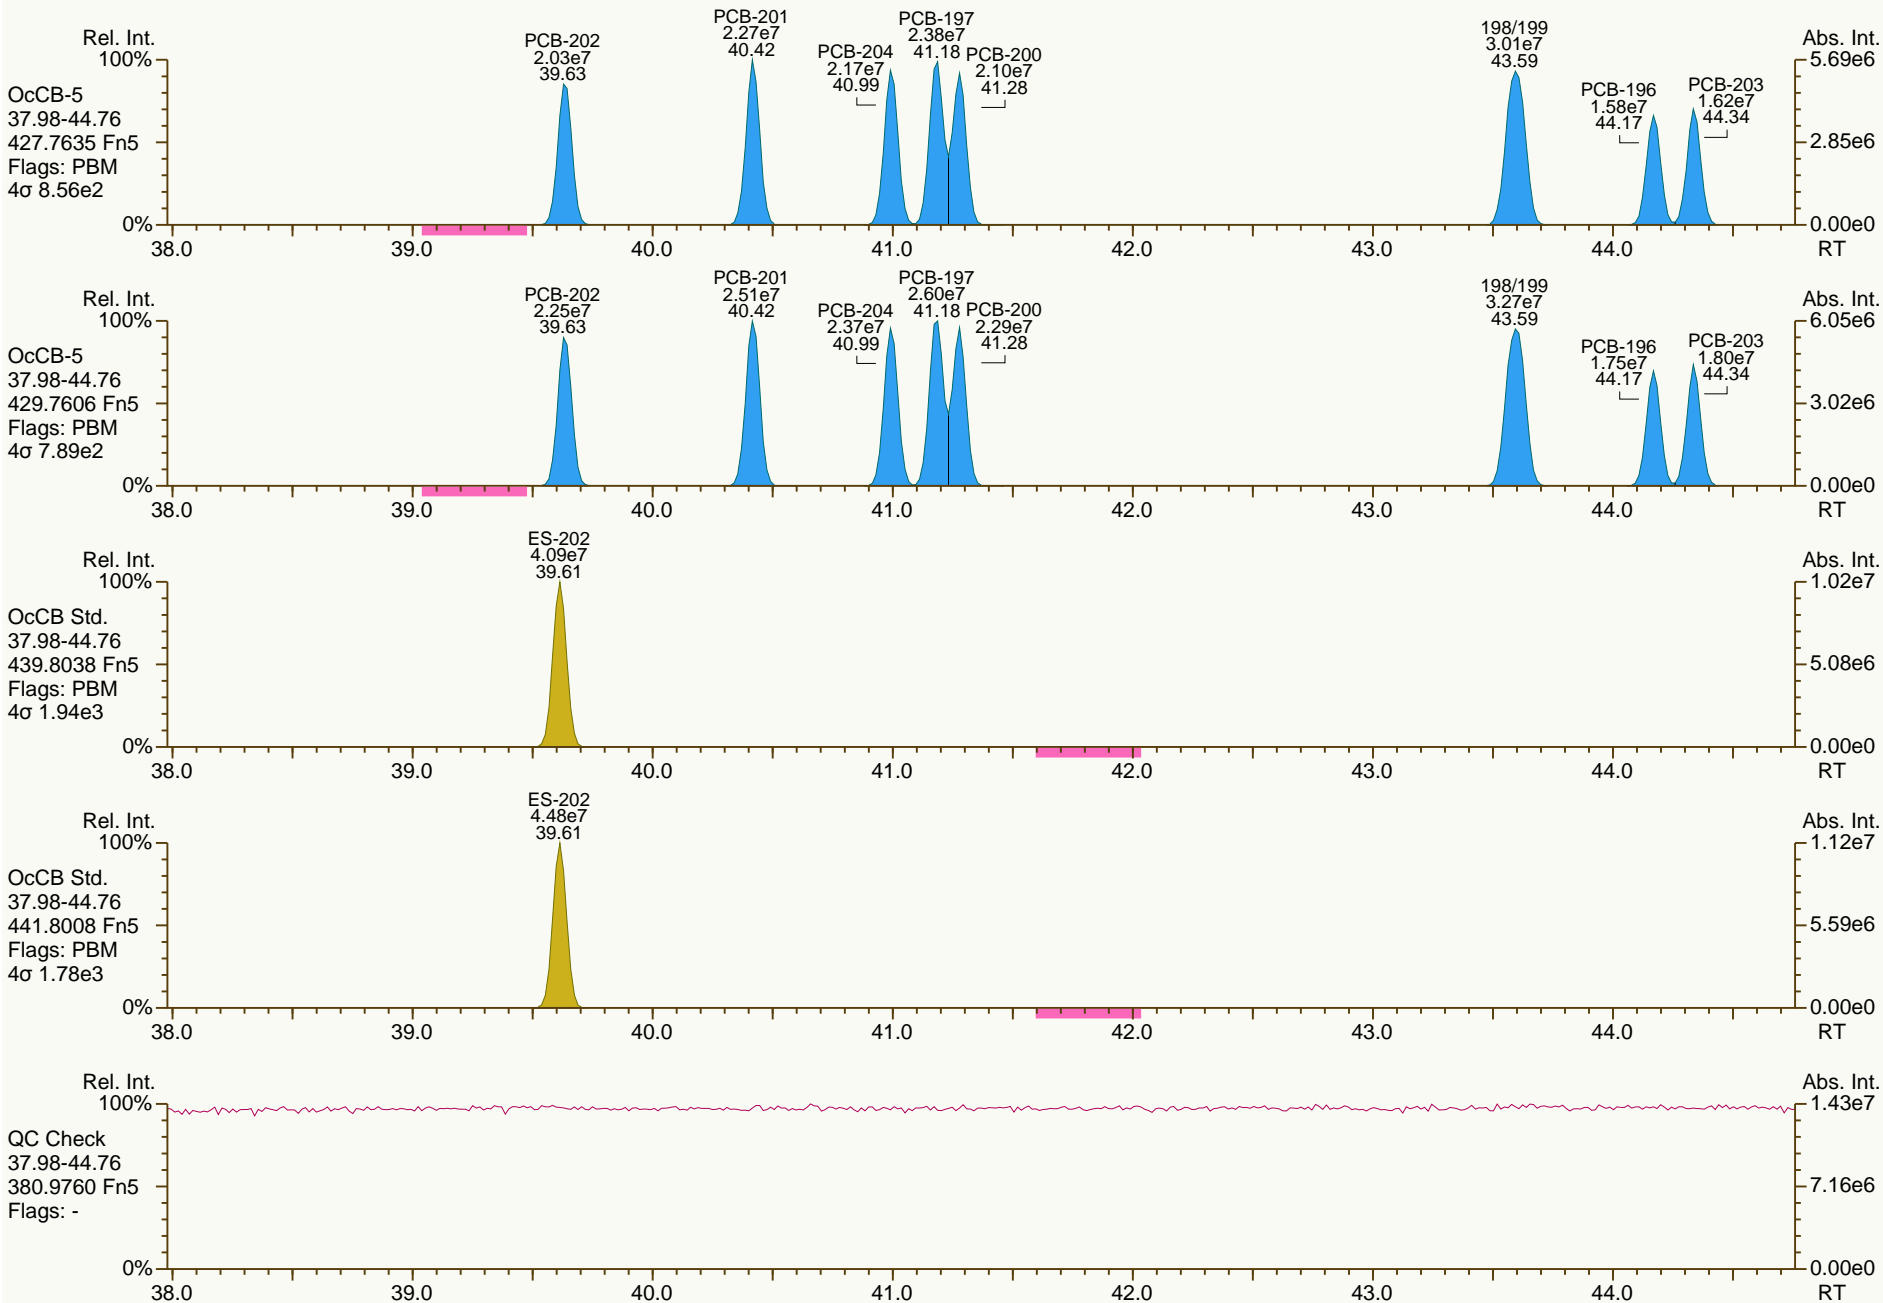 Rel. Int.
100%
0%
OcCB-5
37.98-44.76
427.7635 Fn5
Flags: PBM
4σ 8.56e2
PCB-202
2.03e7
39.63
PCB-201
2.27e7
40.42
PCB-204
2.17e7
40.99
PCB-197
2.38e7
41.18
PCB-200
2.10e7
41.28
198/199
3.01e7
43.59
PCB-196
1.58e7
44.17
PCB-203
1.62e7
44.34
Abs. Int.
5.69e6
2.85e6
0.00e0
38.0 39.0 40.0 41.0 42.0 43.0 44.0 RT
Rel. Int.
100%
0%
OcCB-5
37.98-44.76
429.7606 Fn5
Flags: PBM
4σ 7.89e2
PCB-202
2.25e7
39.63
PCB-201
2.51e7
40.42
PCB-204
2.37e7
40.99
PCB-197
2.60e7
41.18
PCB-200
2.29e7
41.28
198/199
3.27e7
43.59
PCB-196
1.75e7
44.17
PCB-203
1.80e7
44.34
Abs. Int.
6.05e6
3.02e6
0.00e0
38.0 39.0 40.0 41.0 42.0 43.0 44.0 RT
Rel. Int.
100%
0%
OcCB Std.
37.98-44.76
439.8038 Fn5
Flags: PBM
4σ 1.94e3
ES-202
4.09e7
39.61
Abs. Int.
1.02e7
5.08e6
0.00e0
38.0 39.0 40.0 41.0 42.0 43.0 44.0 RT
Rel. Int.
100%
0%
OcCB Std.
37.98-44.76
441.8008 Fn5
Flags: PBM
4σ 1.78e3
ES-202
4.48e7
39.61
Abs. Int.
1.12e7
5.59e6
0.00e0
38.0 39.0 40.0 41.0 42.0 43.0 44.0 RT
Rel. Int.
100%
0%
QC Check
37.98-44.76
380.9760 Fn5
Flags: -
Abs. Int.
1.43e7
7.16e6
0.00e0
38.0 39.0 40.0 41.0 42.0 43.0 44.0 RT